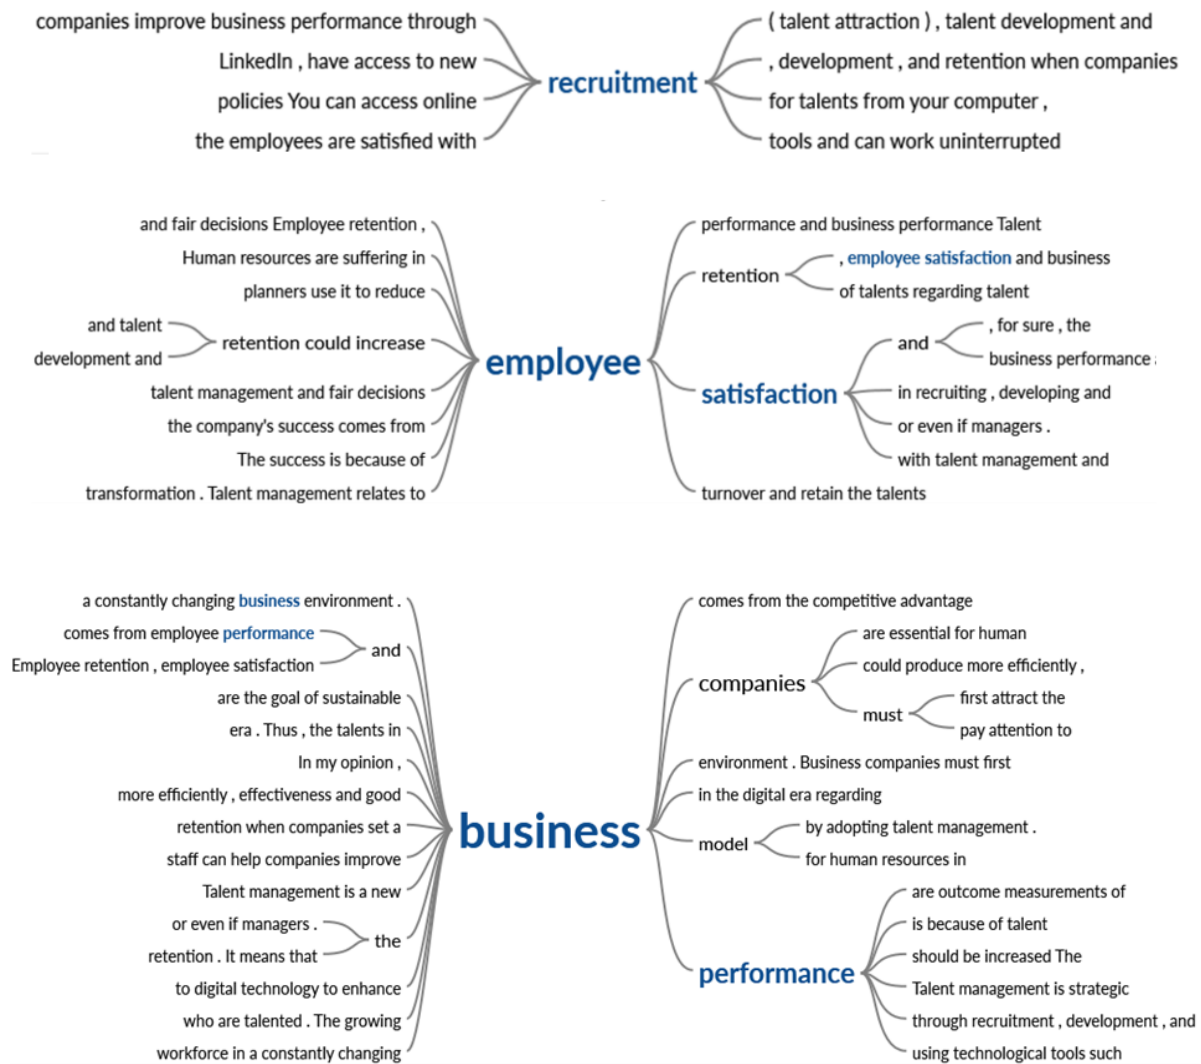 companies improve business performance through
LinkedIn , have access to new
policies You can access online
the employees are satisfied with
recruitment
( talent attraction ) , talent development and
, development , and retention when companies
for talents from your computer ,
tools and can work uninterrupted
and fair decisions Employee retention ,
Human resources are suffering in
planners use it to reduce
and talent
development and
retention could increase
talent management and fair decisions
the company's success comes from
The success is because of
transformation . Talent management relates to
employee
performance and business performance Talent
retention
, employee satisfaction and business
of talents regarding talent
satisfaction
and
, for sure , the
business performance
in recruiting , developing and
or even if managers .
with talent management and
turnover and retain the talents
a constantly changing business environment .
comes from employee performance
Employee retention , employee satisfaction
and
are the goal of sustainable
era . Thus , the talents in
In my opinion ,
more efficiently , effectiveness and good
retention when companies set a
staff can help companies improve
Talent management is a new
or even if managers .
retention . It means that
the
to digital technology to enhance
who are talented . The growing
workforce in a constantly changing
business
comes from the competitive advantage
companies
are essential for human
could produce more efficiently ,
must
first attract the
pay attention to
environment . Business companies must first
in the digital era regarding
model
by adopting talent management .
for human resources in
performance
are outcome measurements of
is because of talent
should be increased The
Talent management is strategic
through recruitment , development , and
using technological tools such